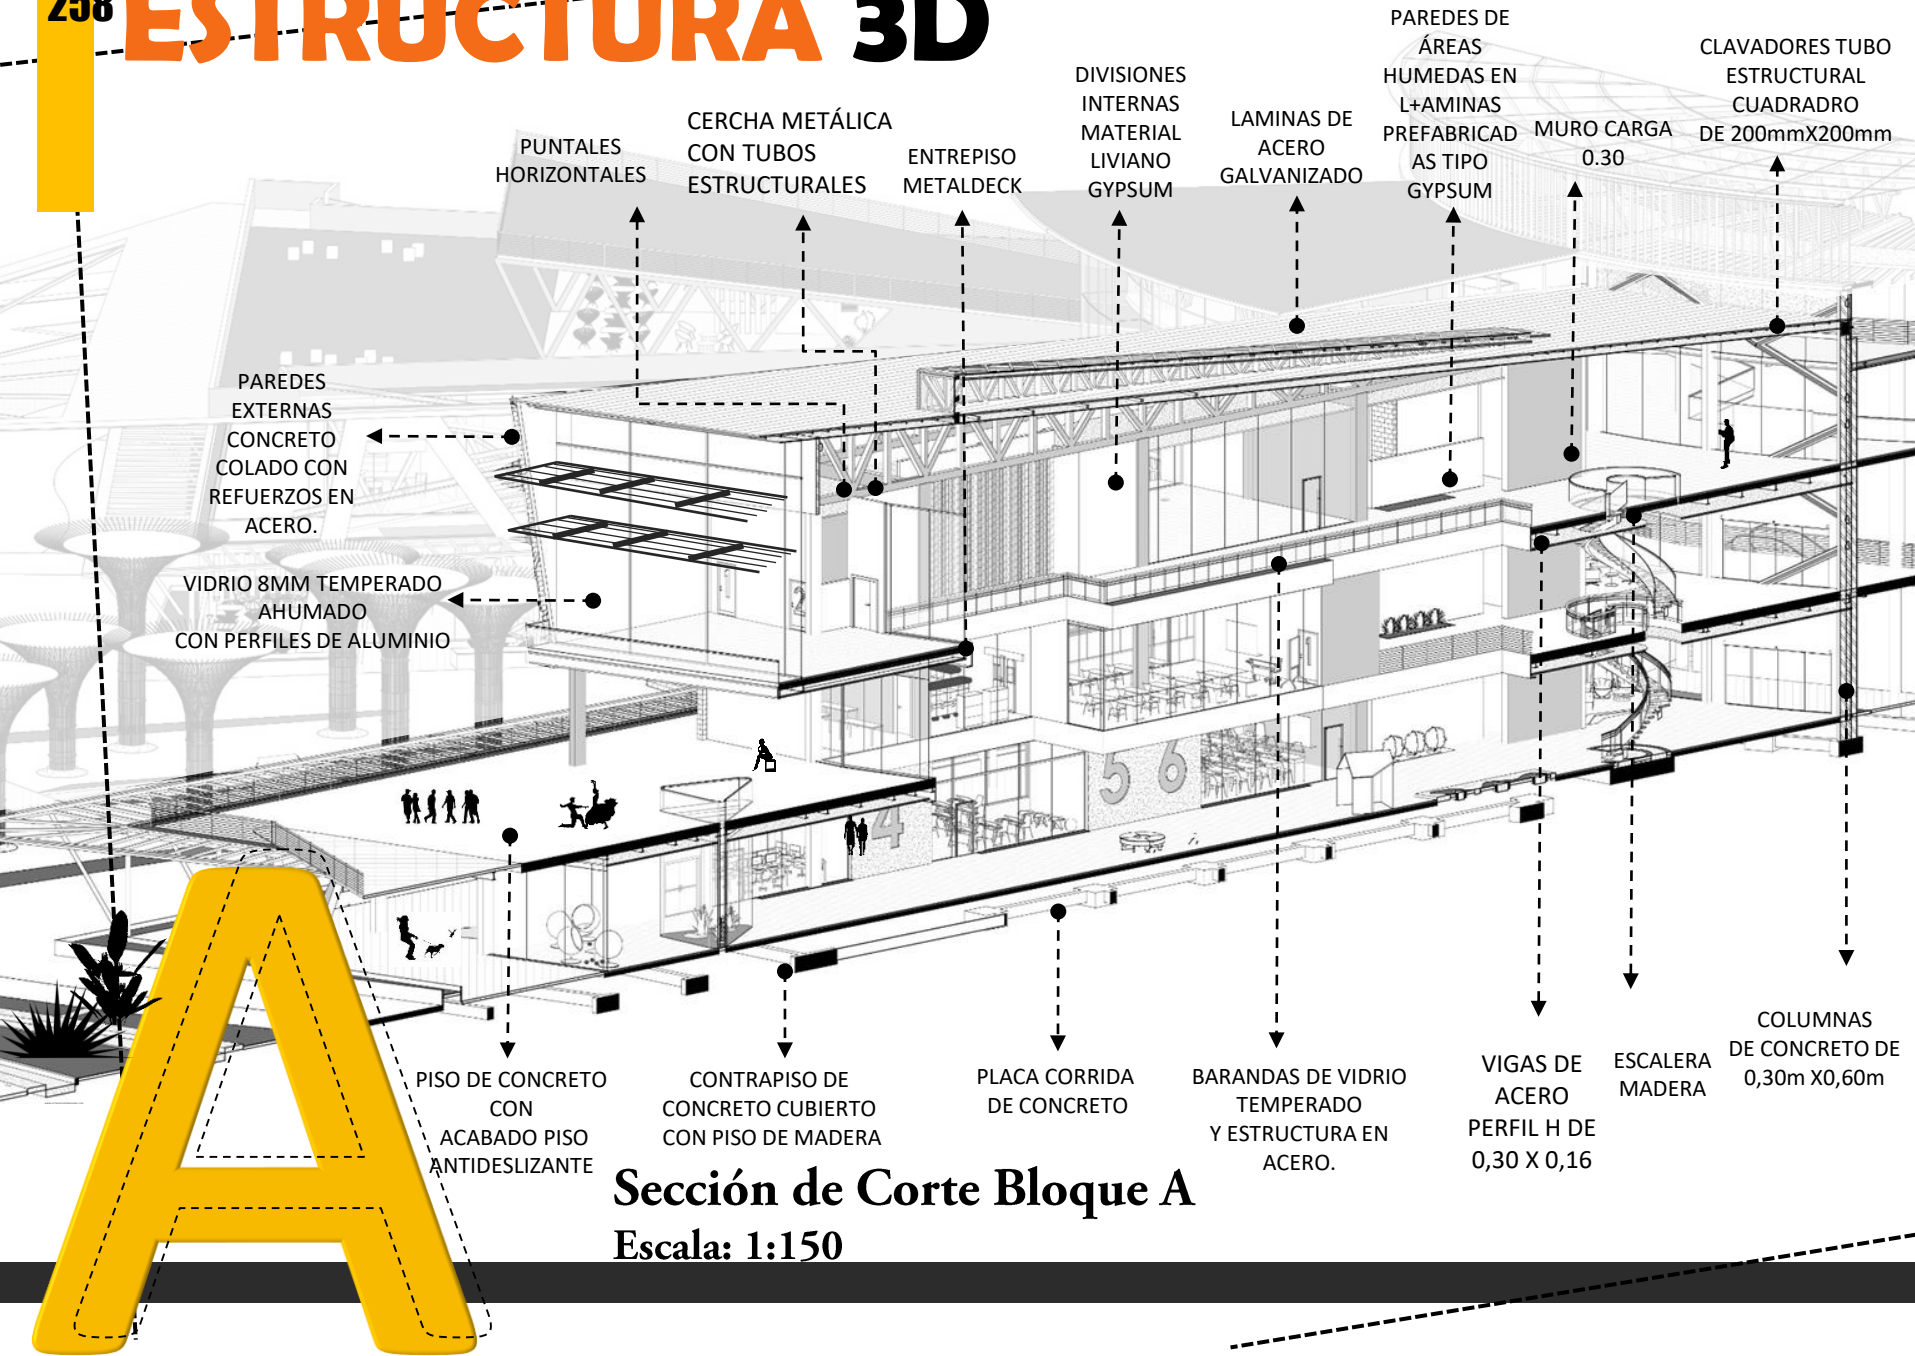 258
ESTRUCTURA 3D
PUNTALES
HORIZONTALES
CERCHA METÁLICA
CON TUBOS
ESTRUCTURALES
ENTREPISO
METALDECK
DIVISIONES
INTERNAS
MATERIAL
LIVIANO
GYPSUM
LAMINAS DE
ACERO
GALVANIZADO
PAREDES DE
ÁREAS
HUMEDAS EN
L+AMINAS
PREFABRICAD
AS TIPO
GYPSUM
MURO CARGA
0.30
CLAVADORES TUBO
ESTRUCTURAL
CUADRADRO
DE 200mmX200mm
PAREDES
EXTERNAS
CONCRETO
COLADO CON
REFUERZOS EN
ACERO.
VIDRIO 8MM TEMPERADO
AHUMADO
CON PERFILES DE ALUMINIO
2
5 6
4
PISO DE CONCRETO
CON
ACABADO PISO
ANTIDESLIZANTE
CONTRAPISO DE
CONCRETO CUBIERTO
CON PISO DE MADERA
PLACA CORRIDA
DE CONCRETO
BARANDAS DE VIDRIO
TEMPERADO
Y ESTRUCTURA EN
ACERO.
VIGAS DE
ACERO
PERFIL H DE
0,30 X 0,16
ESCALERA
MADERA
COLUMNAS
DE CONCRETO DE
0,30m X0,60m
A
Sección de Corte Bloque A
Escala: 1:150